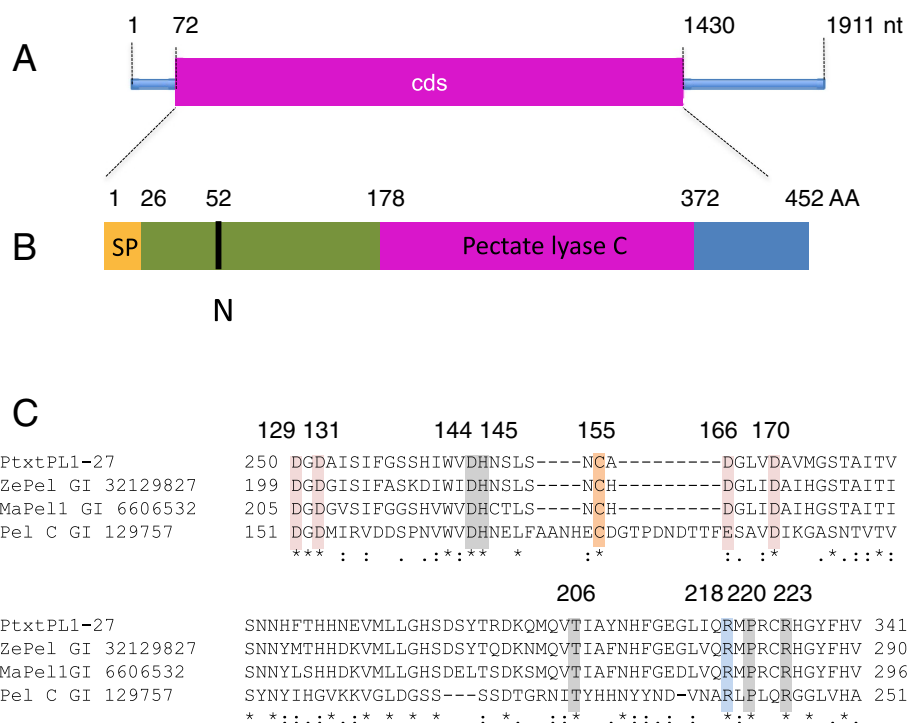 A
1 72 1430 1911 nt
cds
1 26 52 178 372 452 AA
B
SP Pectate lyase C
N
C
129 131 144 145 155 166 170
PtxtPL1-27 250 DGDAISIFGSSHIWVDHNSLS----NCA---------DGLVDAVMGSTAITV
ZePel GI 32129827 199 DGDGISIFASKDIWIDHNSLS----NCH---------DGLIDAIHGSTAITI
MaPel1 GI 6606532 205 DGDGVSIFGGSHVWVDHCTLS----NCH---------DGLIDAIHGSTAITI
Pel C GI 129757 151 DGDMIRVDDSPNVWVDHNELFAANHECDGTPDNDTTFESAVDIKGASNTVTV
*** : : . .:*:** * :* :..:* .*..::*:
206 218 220 223
PtxtPL1-27 SNNHFTHHNEVMLLGHSDSYTRDKQMQVTIAYNHFGEGLIQRMPRCRHGYFHV 341
ZePel GI 32129827 SNNYMTHHDKVMLLGHSDSYTQDKNMQVTIAFNHFGEGLVQRMPRCRHGYFHV 290
MaPel1GI 6606532 SNNYLSHHDKVMLLGHSDELTSDKSMQVTIAFNHFGEDLVQRMPRCRHGYFHV 296
Pel C GI 129757 SYNYIHGVKKVGLDGSS---SSDTGRNITYHHNYYND-VNARLPLQRGGLVHA 251
* *:: .:* * * * : *. ::* .*::.: : *:* * * .*.